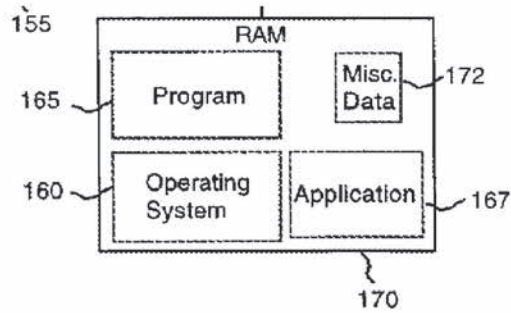 155
RAM
165
Program
Misc.
Data
172
160
Operating
System
Application
167
170